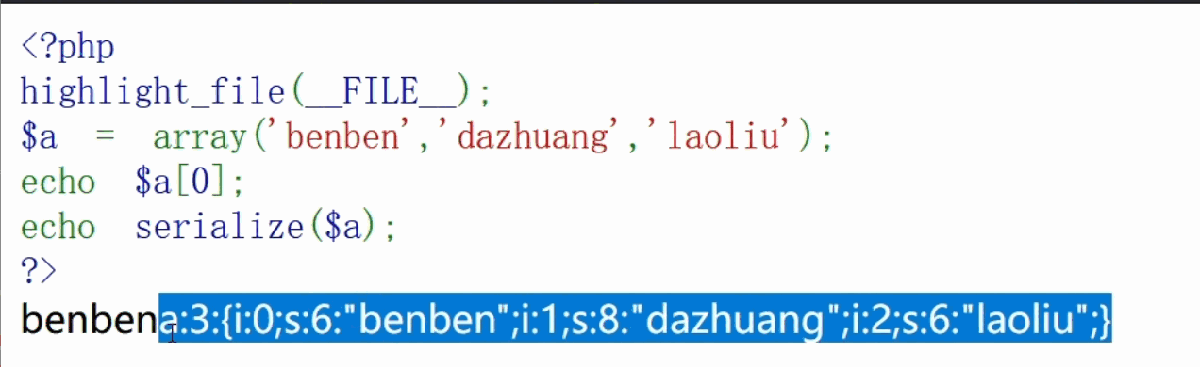 <?php
highlight_file(__FILE__);
$a = array('benben','dazhuang','laoliu');
echo $a[0];
echo serialize($a);
?>
benbena:3:{i:0;s:6:"benben";i:1;s:8:"dazhuang";i:2;s:6:"laoliu";}